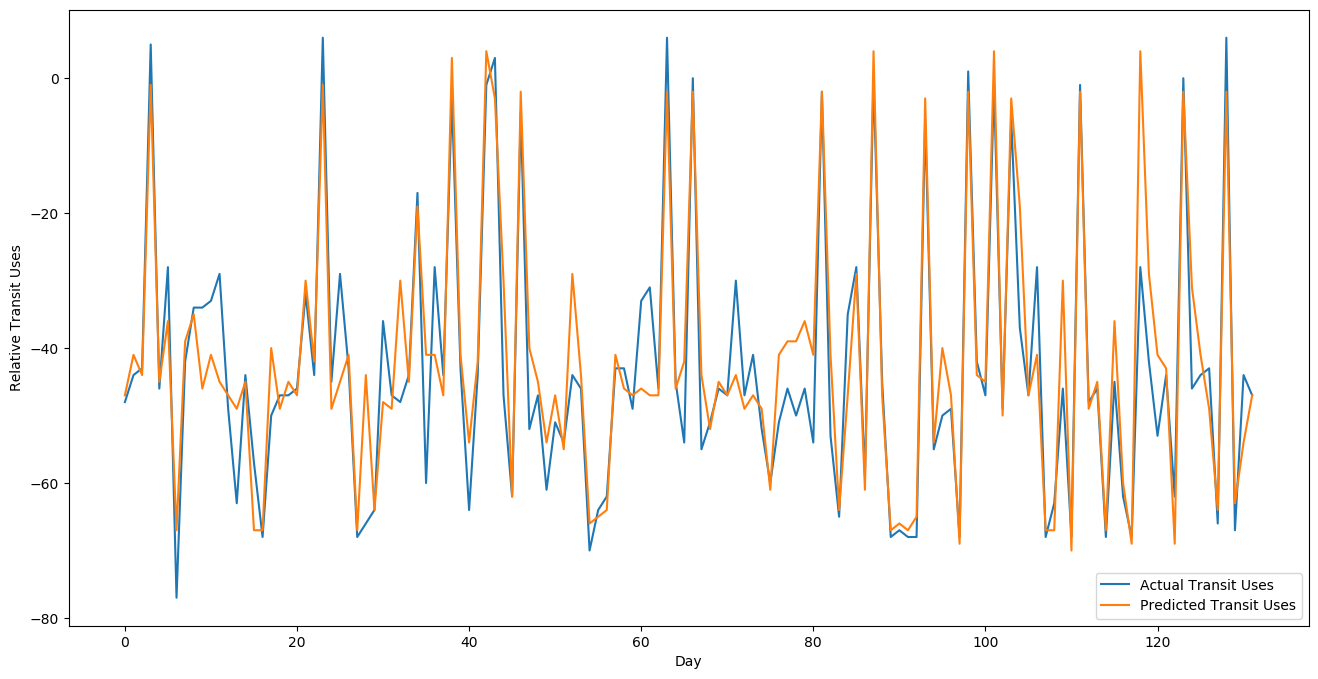 0
−20
−40
−60
−80
Relative Transit Uses
0 20 40 60 80 100 120
Day
Actual Transit Uses
Predicted Transit Uses